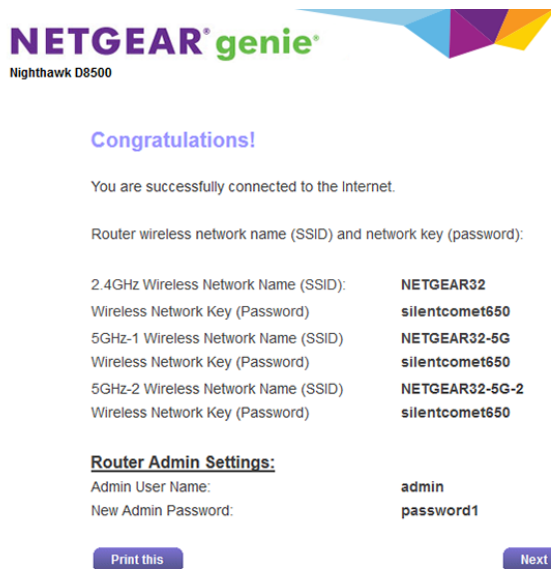 NETGEAR® genie®
Nighthawk D8500
Congratulations!
You are successfully connected to the Internet.
Router wireless network name (SSID) and network key (password):
2.4GHz Wireless Network Name (SSID): NETGEAR32
Wireless Network Key (Password) silentcomet650
5GHz-1 Wireless Network Name (SSID) NETGEAR32-5G
Wireless Network Key (Password) silentcomet650
5GHz-2 Wireless Network Name (SSID) NETGEAR32-5G-2
Wireless Network Key (Password) silentcomet650
Router Admin Settings:
Admin User Name: admin
New Admin Password: password1
Print this Next